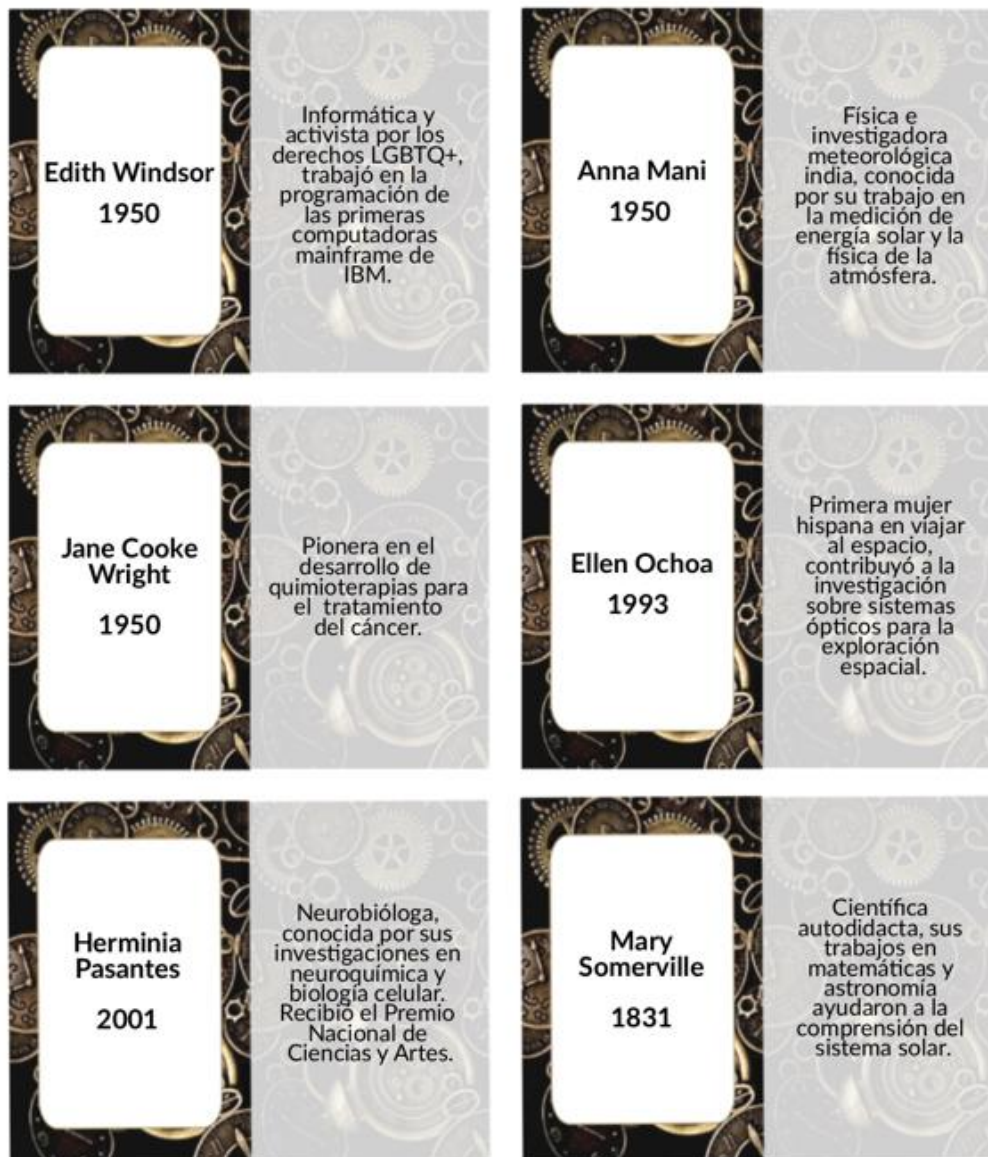 Edith Windsor
1950
Informática y
activista por los
derechos LGBTQ+,
trabajó en la
programación de
las primeras
computadoras
mainframe de
IBM.
Anna Mani
1950
Física e
investigadora
meteorológica
india, conocida
por su trabajo en
la medición de
energía solar y la
física de la
atmósfera.
Jane Cooke
Wright
1950
Pionera en el
desarrollo de
quimioterapias para
el tratamiento
del cáncer.
Ellen Ochoa
1993
Primera mujer
hispana en viajar
al espacio,
contribuyó a la
investigación
sobre sistemas
ópticos para la
exploración
espacial.
Herminia
Pasantes
2001
Neurobióloga,
conocida por sus
investigaciones en
neuroquímica y
biología celular.
Recibió el Premio
Nacional de
Ciencias y Artes.
Mary
Somerville
1831
Científica
autodidacta, sus
trabajos en
matemáticas y
astronomía
ayudaron a la
comprensión del
sistema solar.